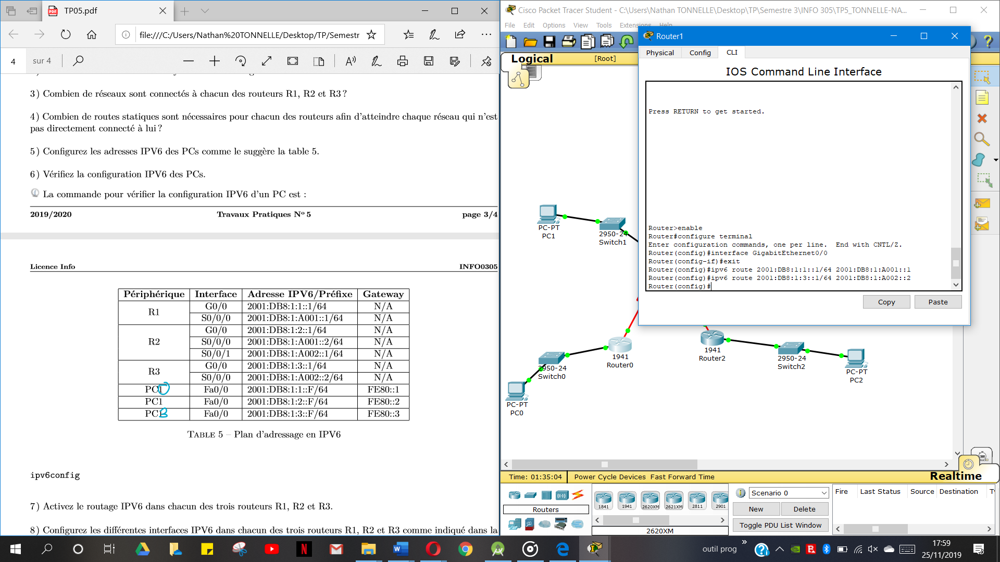 TP05.pdf
file:///C:/Users/Nathan%20TONNELLE/Desktop/TP/Semestr
4 sur 4
3 ) Combien de réseaux sont connectés à chacun des routeurs R1, R2 et R3 ?
4 ) Combien de routes statiques sont nécessaires pour chacun des routeurs afin d'atteindre chaque réseau qui n'est
pas directement connecté à lui ?
5 ) Configurez les adresses IPV6 des PCs comme le suggère la table 5.
6 ) Vérifiez la configuration IPV6 des PCs.
La commande pour vérifier la configuration IPV6 d'un PC est :
2019/2020 Travaux Pratiques Nº 5 page 3/4
Licence Info INFO0305
Périphérique Interface Adresse IPV6/Préfixe Gateway
R1 G0/0 2001:DB8:1:1::1/64 N/A
S0/0/0 2001:DB8:1:A001::1/64 N/A
R2 G0/0 2001:DB8:1:2::1/64 N/A
S0/0/0 2001:DB8:1:A001::2/64 N/A
S0/0/1 2001:DB8:1:A002::1/64 N/A
R3 G0/0 2001:DB8:1:3::1/64 N/A
S0/0/0 2001:DB8:1:A002::2/64 N/A
PC1 Fa0/0 2001:DB8:1:1::F/64 FE80::1
PC1 Fa0/0 2001:DB8:1:2::F/64 FE80::2
PC1 Fa0/0 2001:DB8:1:3::F/64 FE80::3
TABLE 5 – Plan d'adressage en IPV6
ipv6config
7 ) Activez le routage IPV6 dans chacun des trois routeurs R1, R2 et R3.
8 ) Configurez les différentes interfaces IPV6 dans chacun des trois routeurs R1, R2 et R3 comme indiqué dans la
Cisco Packet Tracer Student - C:\Users\Nathan TONNELLE\Desktop\TP\Semestre 3\INFO 305\TP5_TONNELLE-NA...
File Edit Options View Tools Extensions Help
Logical [Root]
Router1
Physical Config CLI
IOS Command Line Interface
Press RETURN to get started.
Router>enable
Router#configure terminal
Enter configuration commands, one per line.  End with CNTL/Z.
Router(config)#interface GigabitEthernet0/0
Router(config-if)#exit
Router(config)#ipv6 route 2001:DB8:1:1::1/64 2001:DB8:1:A001::1
Router(config)#ipv6 route 2001:DB8:1:3::1/64 2001:DB8:1:A002::2
Router(config)#
Copy Paste
PC-PT
PC1
2950-24
Switch1
1941
Router0
1941
Router2
2950-24
Switch0
2950-24
Switch2
PC-PT
PC2
PC-PT
PC0
Time: 01:35:04 Power Cycle Devices Fast Forward Time
Realtime
Routers
1841 1941 2620XM 2621XM 2811 2901
2620XM
Scenario 0
New Delete
Toggle PDU List Window
Fire Last Status Source Destination Ty
outil prog
17:59
25/11/2019